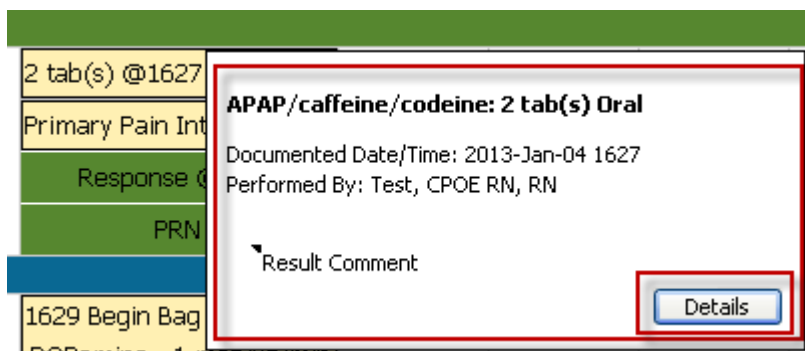 2 tab(s) @1627
Primary Pain Int
Response
PRN
1629 Begin Bag
APAP/caffeine/codeine: 2 tab(s) Oral
Documented Date/Time: 2013-Jan-04 1627
Performed By: Test, CPOE RN, RN
Result Comment
Details